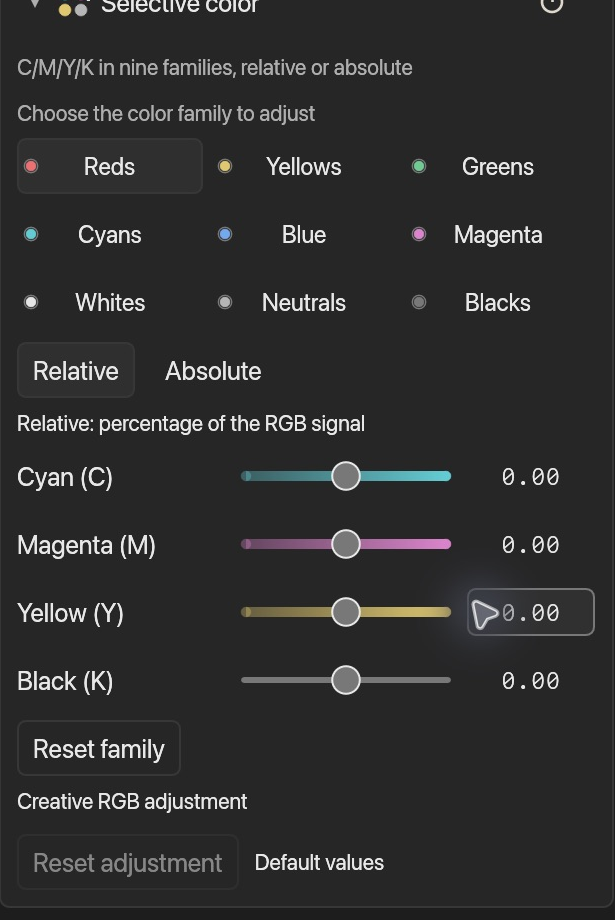 Selective color
C/M/Y/K in nine families, relative or absolute
Choose the color family to adjust
Reds Yellows Greens
Cyans Blue Magenta
Whites Neutrals Blacks
Relative Absolute
Relative: percentage of the RGB signal
Cyan (C) 0.00
Magenta (M) 0.00
Yellow (Y) 0.00
Black (K) 0.00
Reset family
Creative RGB adjustment
Reset adjustment Default values